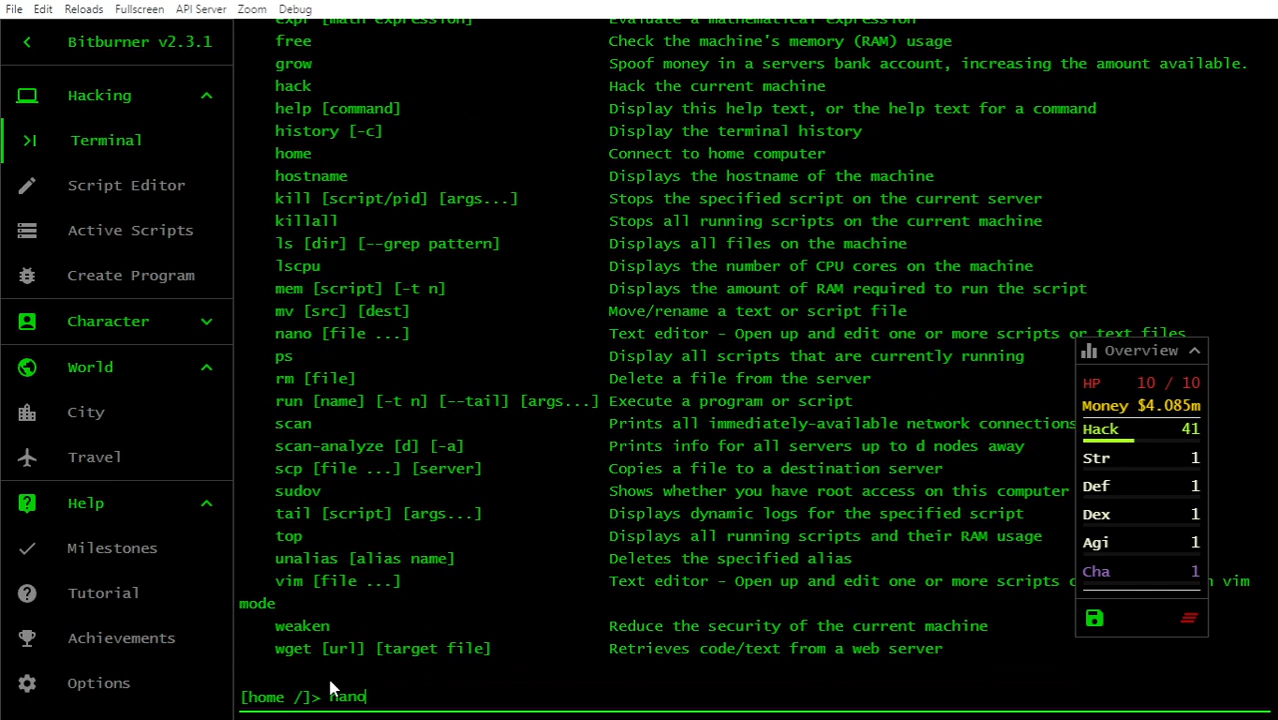 File Edit Reloads Fullscreen API Server Zoom Debug
Bitburner v2.3.1
Hacking
Terminal
Script Editor
Active Scripts
Create Program
Character
World
City
Travel
Help
Milestones
Tutorial
Achievements
Options
expr [math expression] Evaluate a mathematical expression
free Check the machine's memory (RAM) usage
grow Spoof money in a servers bank account, increasing the amount available.
hack Hack the current machine
help [command] Display this help text, or the help text for a command
history [-c] Display the terminal history
home Connect to home computer
hostname Displays the hostname of the machine
kill [script/pid] [args...] Stops the specified script on the current server
killall Stops all running scripts on the current machine
ls [dir] [--grep pattern] Displays all files on the machine
lscpu Displays the number of CPU cores on the machine
mem [script] [-t n] Displays the amount of RAM required to run the script
mv [src] [dest] Move/rename a text or script file
nano [file ...] Text editor - Open up and edit one or more scripts or text files
ps Display all scripts that are currently running
rm [file] Delete a file from the server
run [name] [-t n] [--tail] [args...] Execute a program or script
scan Prints all immediately-available network connections
scan-analyze [d] [-a] Prints info for all servers up to d nodes away
scp [file ...] [server] Copies a file to a destination server
sudov Shows whether you have root access on this computer
tail [script] [args...] Displays dynamic logs for the specified script
top Displays all running scripts and their RAM usage
unalias [alias name] Deletes the specified alias
vim [file ...] Text editor - Open up and edit one or more scripts vim
mode
weaken Reduce the security of the current machine
wget [url] [target file] Retrieves code/text from a web server
[home /]> nano
Overview
HP 10 / 10
Money $4.085m
Hack 41
Str 1
Def 1
Dex 1
Agi 1
Cha 1